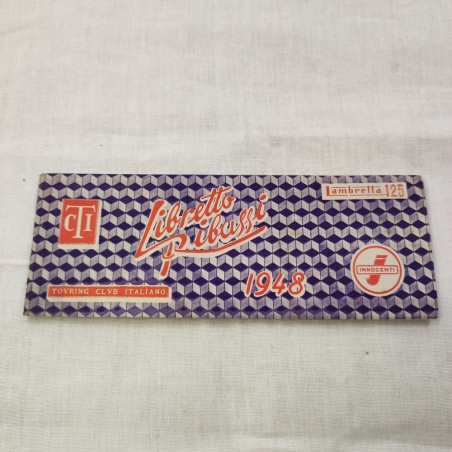 CTI
Libretto
Ribassi
1948
TOVRING CLVB ITALIANO
Lambretta 125
INNOCENTI